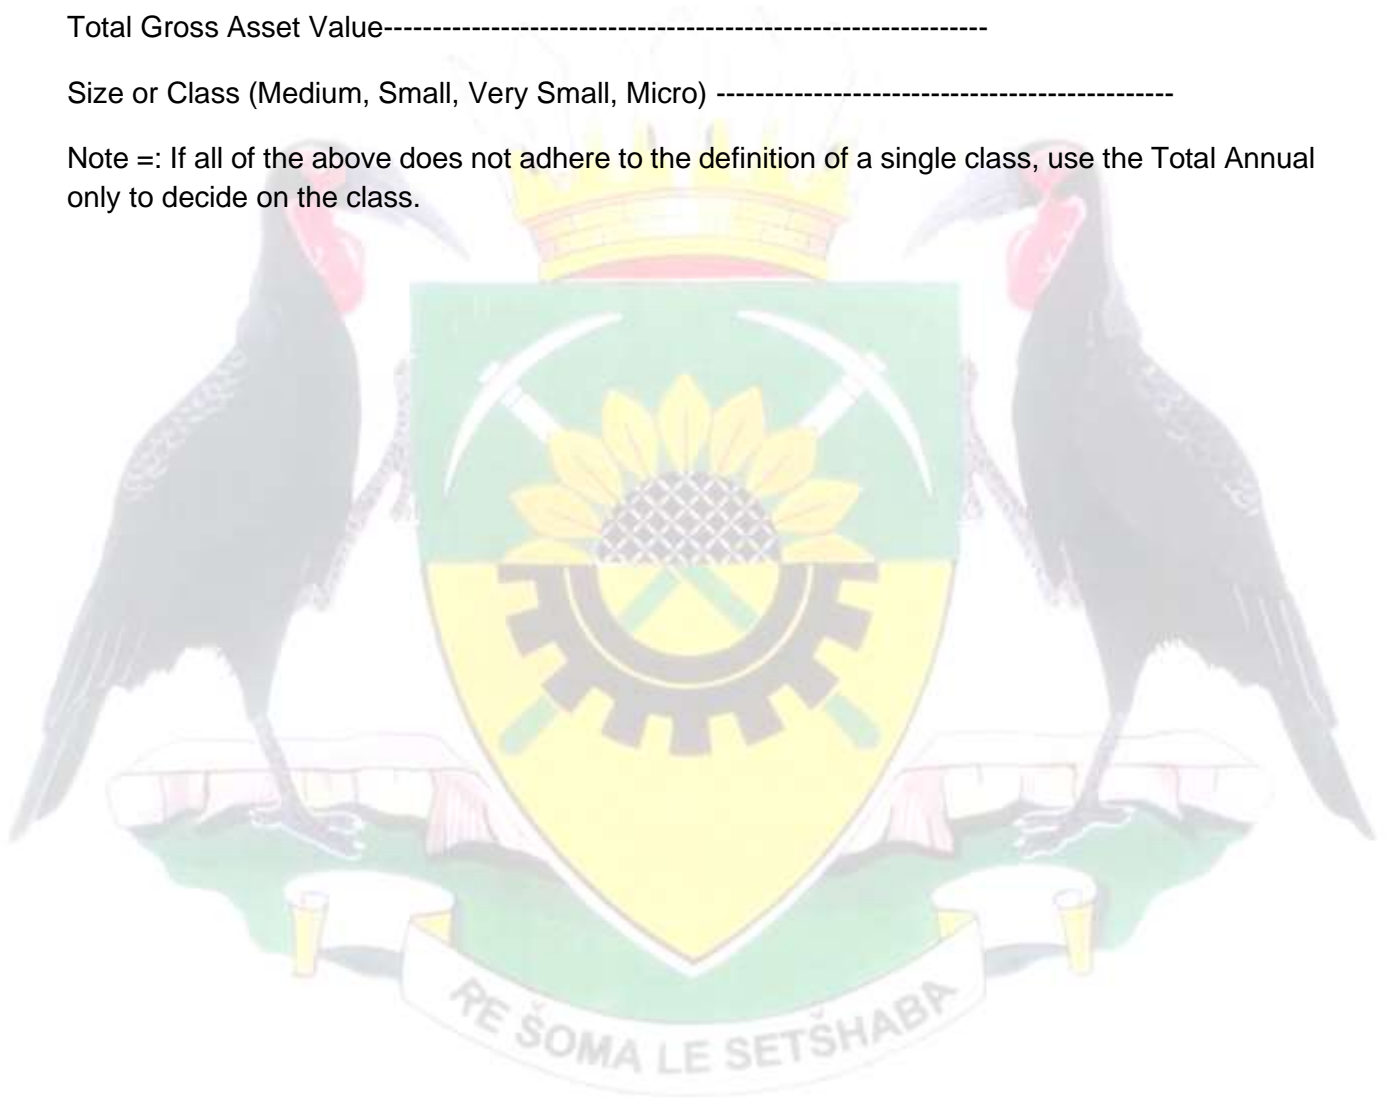 Total Gross Asset Value--------------------------------------------------------------
Size or Class (Medium, Small, Very Small, Micro) -----------------------------------------------
Note =: If all of the above does not adhere to the definition of a single class, use the Total Annual
only to decide on the class.
RE ŠOMA LE SETŠHABA